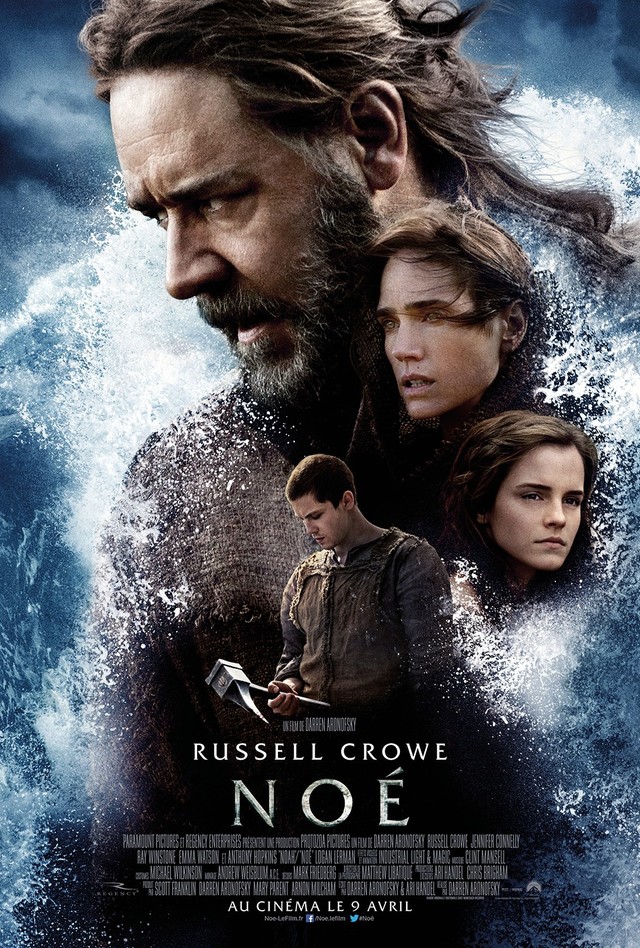 UN FILM DE DARREN ARONOFSKY
RUSSELL CROWE
NOÉ
PARAMOUNT PICTURES ET REGENCY ENTERPRISES PRÉSENTENT UNE PRODUCTION PROTOZOA PICTURES UN FILM DE DARREN ARONOFSKY RUSSELL CROWE JENNIFER CONNELLY
RAY WINSTONE EMMA WATSON ET ANTHONY HOPKINS "NOAH" "NOÉ" LOGAN LERMAN INDUSTRIAL LIGHT & MAGIC CLINT MANSELL
MICHAEL WILKINSON ANDREW WEISBLUM A.C.E. MARK FRIEDBERG MATTHEW LIBATIQUE ARI HANDEL CHRIS BRIGHAM
SCOTT FRANKLIN DARREN ARONOFSKY MARY PARENT ARNON MILCHAN DARREN ARONOFSKY & ARI HANDEL DARREN ARONOFSKY
REGENCY
AU CINÉMA LE 9 AVRIL
Noe-LeFilm.fr /Noe.lefilm #Noé